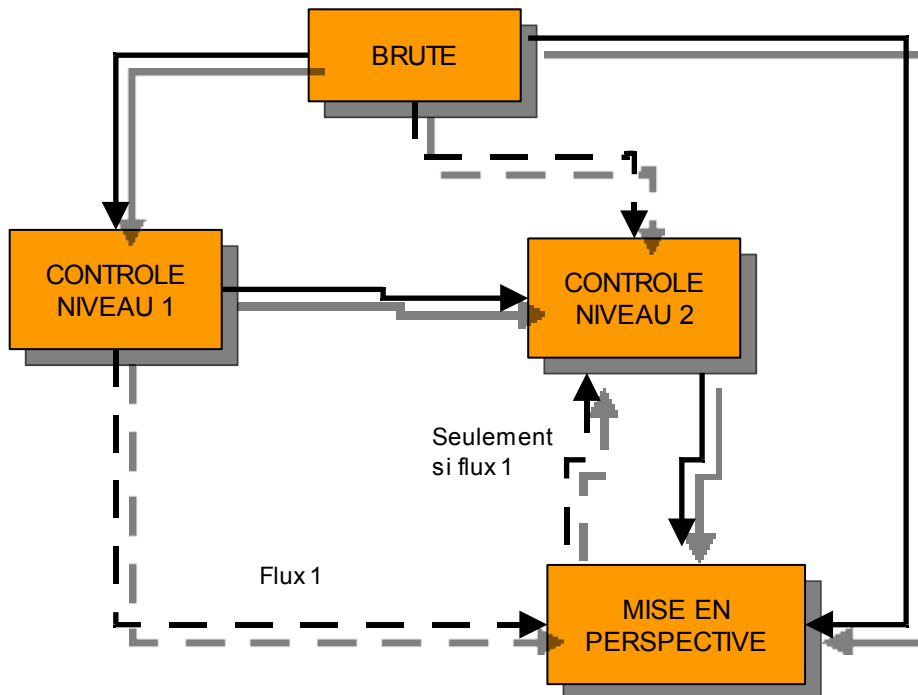 BRUTE
CONTROLE
NIVEAU 1
CONTROLE
NIVEAU 2
Seulement
si flux 1
Flux 1
MISE EN
PERSPECTIVE